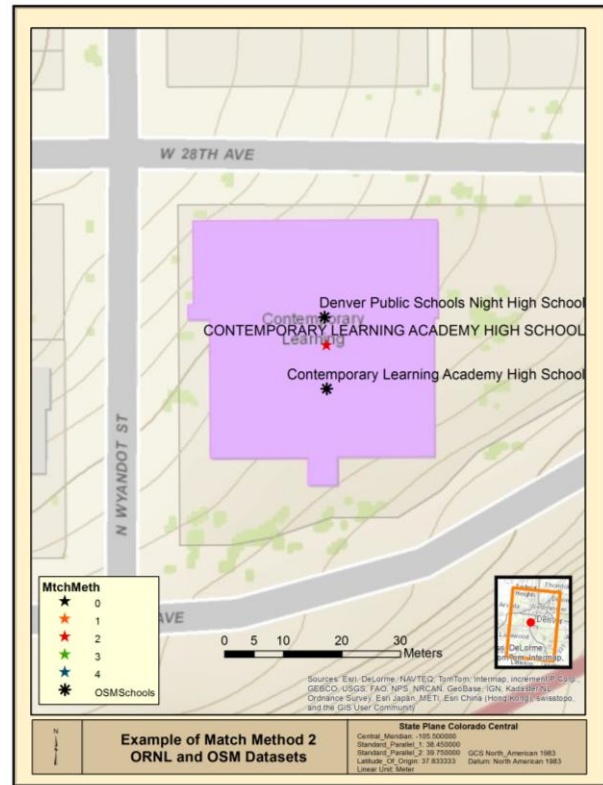 W 28TH AVE
Denver Public Schools Night High School
Contemporary
CONTEMPORARY LEARNING ACADEMY HIGH SCHOOL
Learning
Contemporary Learning Academy High School
N WYANDOT ST
MtchMeth
0
1
2
3
4
OSMSchools
AVE
0 5 10 20 30
Meters
Denver
Sources: Esri, DeLorme, NAVTEQ, TomTom, Intermap, increment P Corp.,
GEBCO, USGS, FAO, NPS, NRCAN, GeoBase, IGN, Kadaster NL,
Ordnance Survey, Esri Japan, METI, Esri China (Hong Kong), swisstopo,
and the GIS User Community
N
Example of Match Method 2
ORNL and OSM Datasets
State Plane Colorado Central
Central_Meridian: -105.500000
Standard_Parallel_1: 38.450000
Standard_Parallel_2: 39.750000
Latitude_Of_Origin: 37.833333
Linear Unit: Meter
GCS North_American 1983
Datum: North American 1983